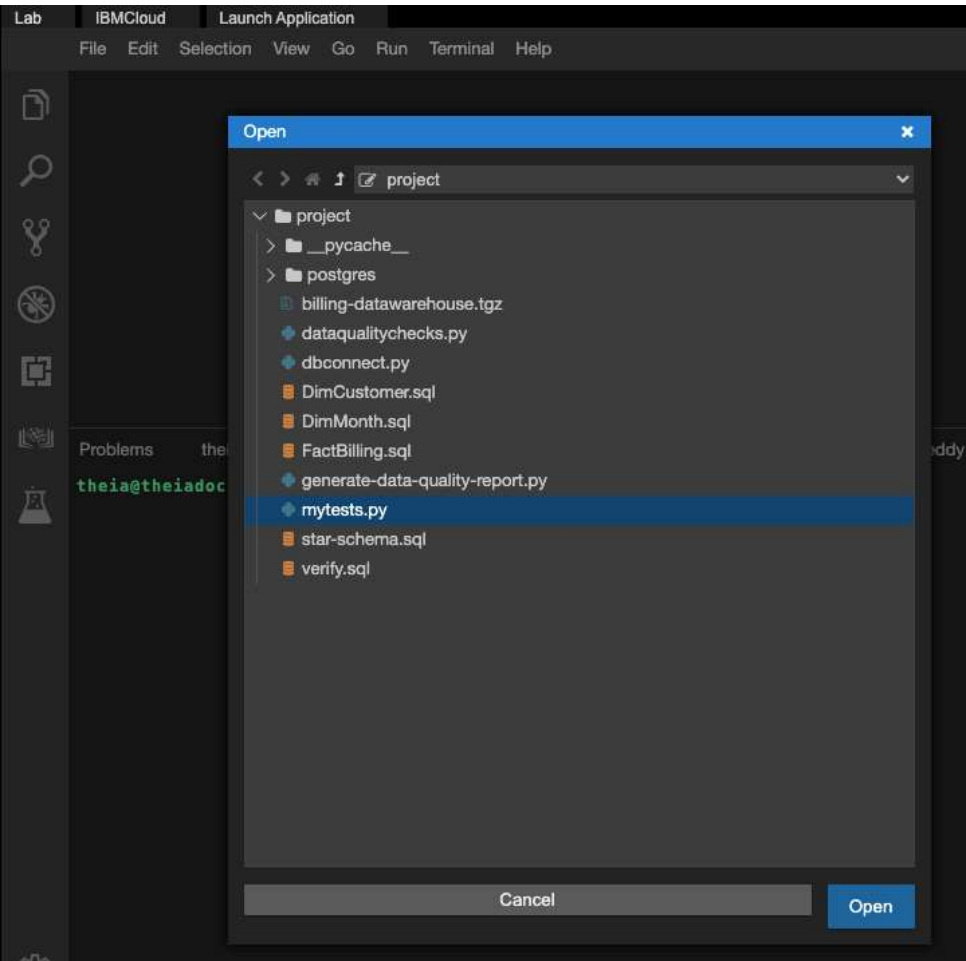 Lab IBMCloud Launch Application
File Edit Selection View Go Run Terminal Help
Open
project
project
__pycache__
postgres
billing-datawarehouse.tgz
dataqualitychecks.py
dbconnect.py
DimCustomer.sql
DimMonth.sql
FactBilling.sql
Problems thei eddy
generate-data-quality-report.py
theia@theiadoc
mytests.py
star-schema.sql
verify.sql
Cancel
Open